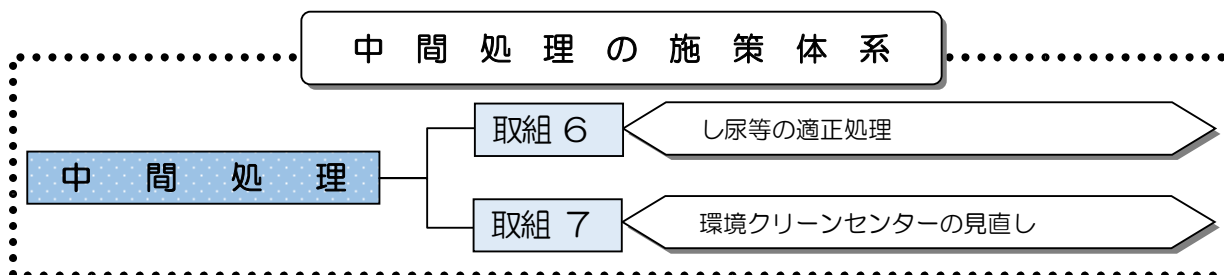 中間処理の施策体系
取組６ し尿等の適正処理
中間処理
取組７ 環境クリーンセンターの見直し